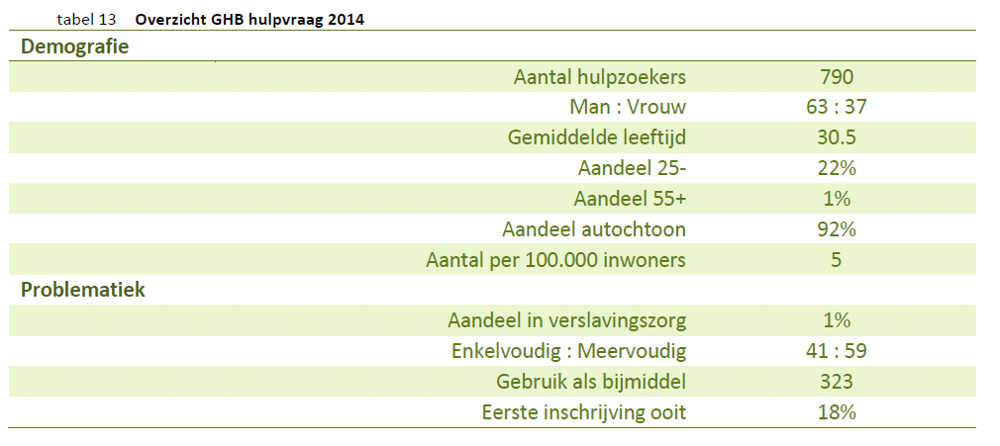 tabel 13 Overzicht GHB hulpvraag 2014
Demografie
Aantal hulpzoekers 790
Man : Vrouw 63 : 37
Gemiddelde leeftijd 30.5
Aandeel 25- 22%
Aandeel 55+ 1%
Aandeel autochtoon 92%
Aantal per 100.000 inwoners 5
Problematiek
Aandeel in verslavingszorg 1%
Enkelvoudig : Meervoudig 41 : 59
Gebruik als bijmiddel 323
Eerste inschrijving ooit 18%